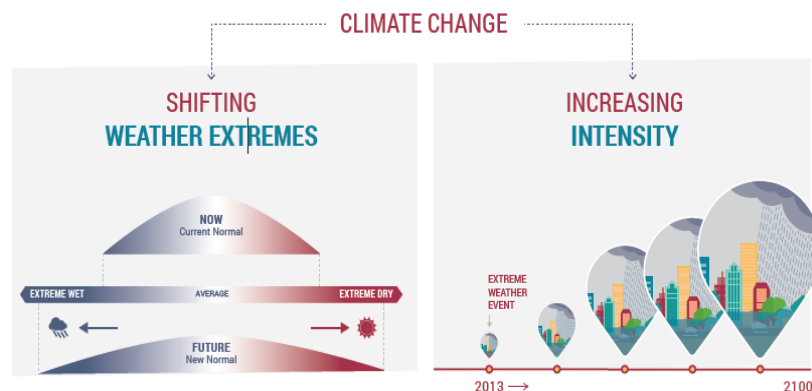 CLIMATE CHANGE
SHIFTING
WEATHER EXTREMES
NOW
Current Normal
EXTREME WET
AVERAGE
EXTREME DRY
FUTURE
New Normal
INCREASING
INTENSITY
EXTREME
WEATHER
EVENT
2013
2100